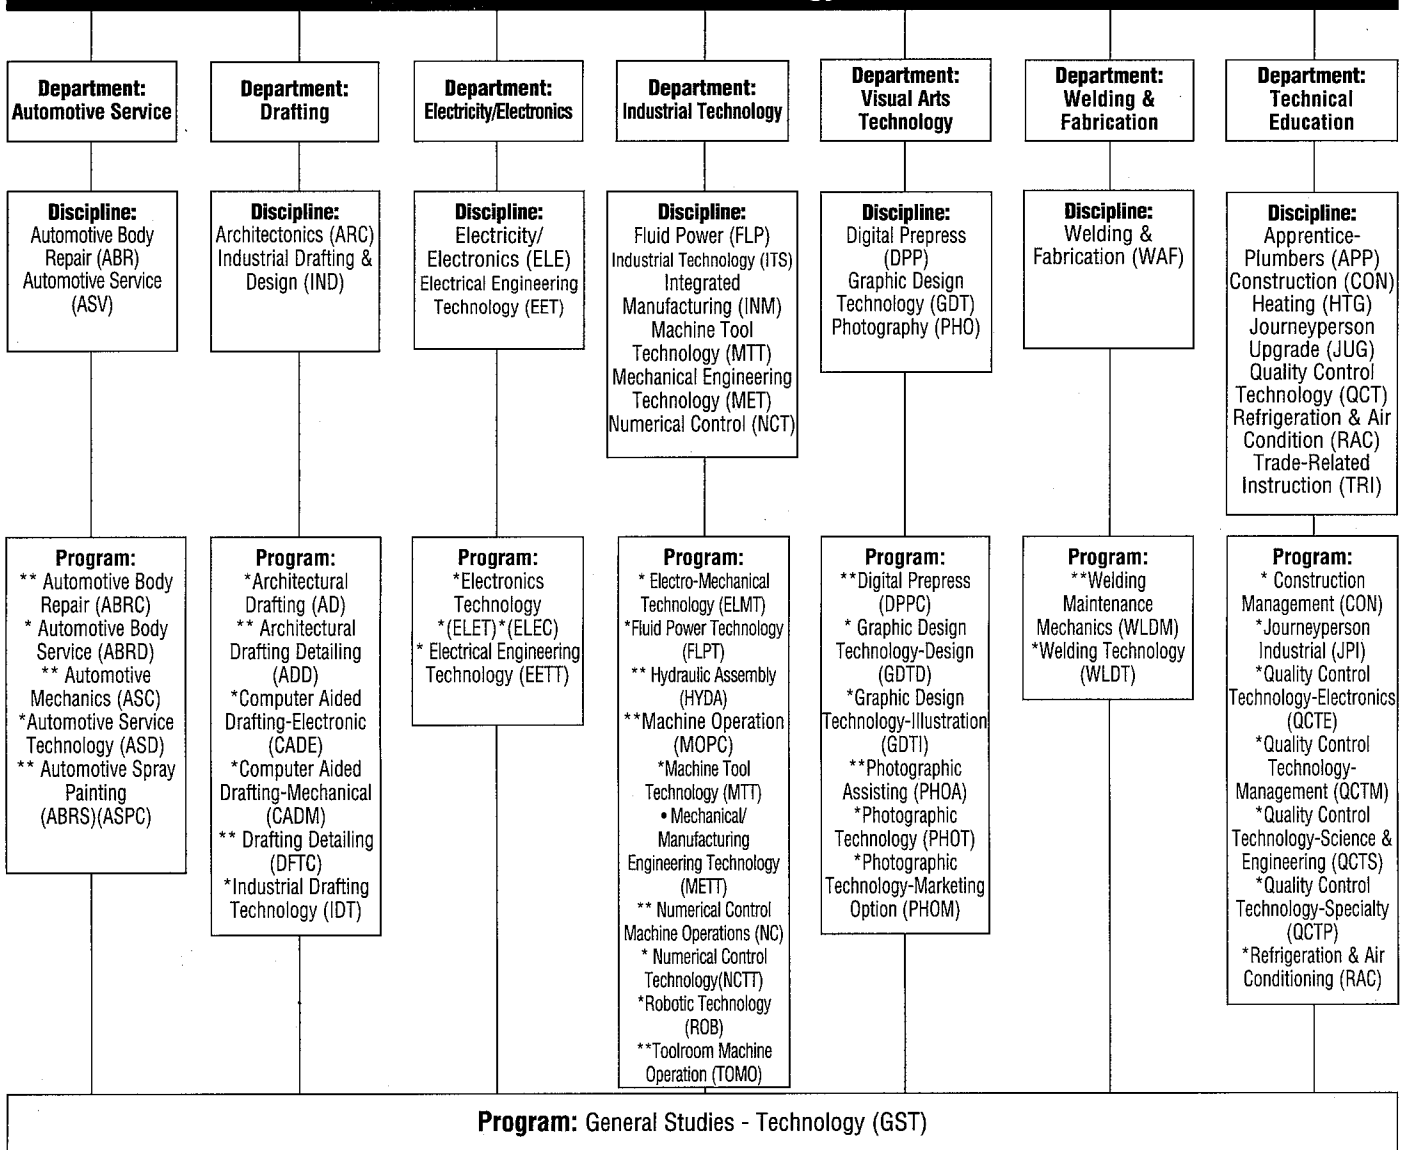 Department:
Automotive Service
Department:
Drafting
Department:
Electricity/Electronics
Department:
Industrial Technology
Department:
Visual Arts
Technology
Department:
Welding &
Fabrication
Department:
Technical
Education
Discipline:
Automotive Body
Repair (ABR)
Automotive Service
(ASV)
Discipline:
Architectonics (ARC)
Industrial Drafting &
Design (IND)
Discipline:
Electricity/
Electronics (ELE)
Electrical Engineering
Technology (EET)
Discipline:
Fluid Power (FLP)
Industrial Technology (ITS)
Integrated
Manufacturing (INM)
Machine Tool
Technology (MTT)
Mechanical Engineering
Technology (MET)
Numerical Control (NCT)
Discipline:
Digital Prepress
(DPP)
Graphic Design
Technology (GDT)
Photography (PHO)
Discipline:
Welding &
Fabrication (WAF)
Discipline:
Apprentice-
Plumbers (APP)
Construction (CON)
Heating (HTG)
Journeyperson
Upgrade (JUG)
Quality Control
Technology (QCT)
Refrigeration & Air
Condition (RAC)
Trade-Related
Instruction (TRI)
Program:
** Automotive Body
Repair (ABRC)
* Automotive Body
Service (ABRD)
** Automotive
Mechanics (ASC)
*Automotive Service
Technology (ASD)
** Automotive Spray
Painting
(ABRS)(ASPC)
Program:
*Architectural
Drafting (AD)
** Architectural
Drafting Detailing
(ADD)
*Computer Aided
Drafting-Electronic
(CADE)
*Computer Aided
Drafting-Mechanical
(CADM)
** Drafting Detailing
(DFTC)
*Industrial Drafting
Technology (IDT)
Program:
*Electronics
Technology
*(ELET)*(ELEC)
* Electrical Engineering
Technology (EETT)
Program:
* Electro-Mechanical
Technology (ELMT)
*Fluid Power Technology
(FLPT)
** Hydraulic Assembly
(HYDA)
**Machine Operation
(MOPC)
*Machine Tool
Technology (MTT)
• Mechanical/
Manufacturing
Engineering Technology
(METT)
** Numerical Control
Machine Operations (NC)
* Numerical Control
Technology(NCTT)
*Robotic Technology
(ROB)
**Toolroom Machine
Operation (TOMO)
Program:
**Digital Prepress
(DPPC)
* Graphic Design
Technology-Design
(GDTD)
*Graphic Design
Technology-Illustration
(GDTI)
**Photographic
Assisting (PHOA)
*Photographic
Technology (PHOT)
*Photographic
Technology-Marketing
Option (PHOM)
Program:
**Welding
Maintenance
Mechanics (WLDM)
*Welding Technology
(WLDT)
Program:
* Construction
Management (CON)
*Journeyperson
Industrial (JPI)
*Quality Control
Technology-Electronics
(QCTE)
*Quality Control
Technology-
Management (QCTM)
*Quality Control
Technology-Science &
Engineering (QCTS)
*Quality Control
Technology-Specialty
(QCTP)
*Refrigeration & Air
Conditioning (RAC)
Program: General Studies - Technology (GST)